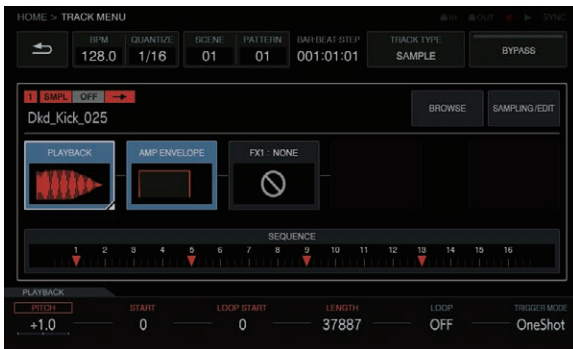 HOME > TRACK MENU
IN OUT SYNC
BPM QUANTIZE SCENE PATTERN BAR:BEAT:STEP TRACK TYPE
128.0 1/16 01 01 001:01:01 SAMPLE BYPASS
1 SMPL OFF
Dkd_Kick_025
BROWSE SAMPLING/EDIT
PLAYBACK AMP ENVELOPE FX1 : NONE
SEQUENCE
1 2 3 4 5 6 7 8 9 10 11 12 13 14 15 16
PLAYBACK
PITCH START LOOP START LENGTH LOOP TRIGGER MODE
+1.0 0 0 37887 OFF OneShot